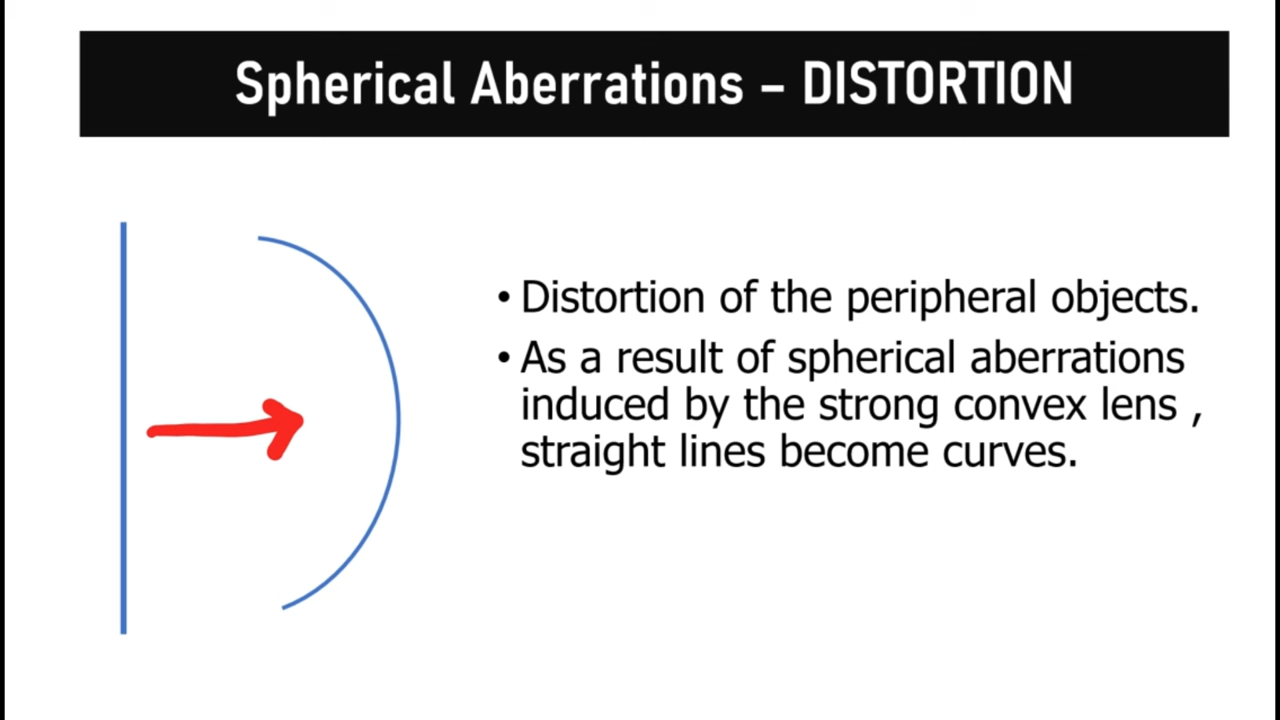 Spherical Aberrations – DISTORTION
• Distortion of the peripheral objects.
• As a result of spherical aberrations
induced by the strong convex lens ,
straight lines become curves.